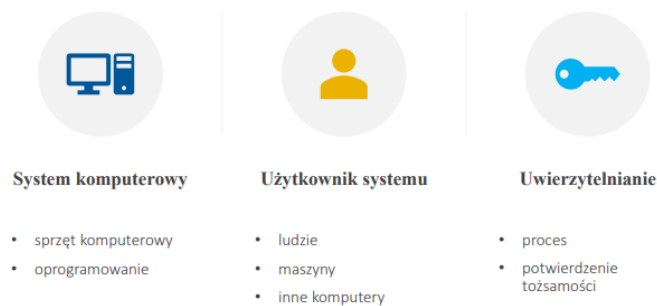 System komputerowy
• sprzęt komputerowy
• oprogramowanie
Użytkownik systemu
• ludzie
• maszyny
• inne komputery
Uwierzytelnianie
• proces
• potwierdzenie
tożsamości